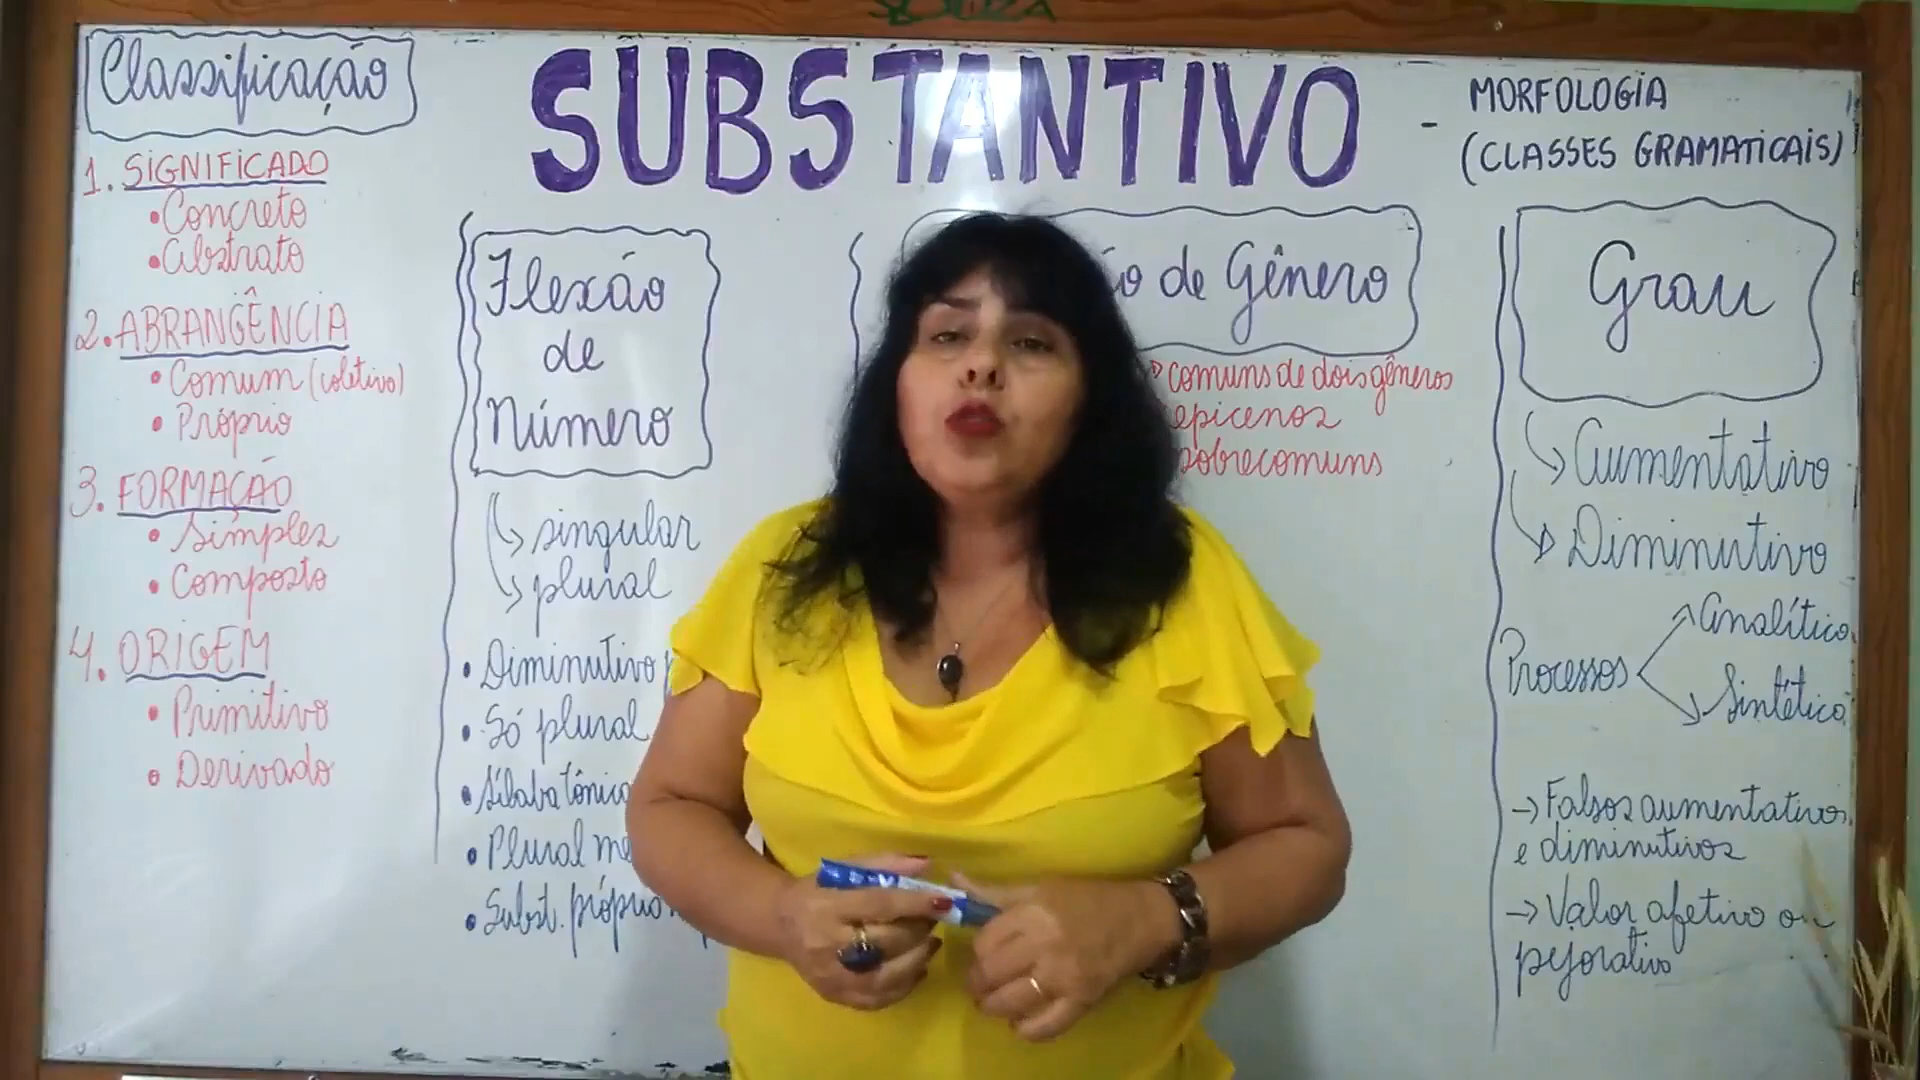 SOUZA
SUBSTANTIVO
- MORFOLOGIA
(CLASSES GRAMATICAIS)
Classificação
1. SIGNIFICADO
• Concreto
• Abstrato
2. ABRANGÊNCIA
• Comum (coletivo)
• Próprio
3. FORMAÇÃO
• Simples
• Composto
4. ORIGEM
• Primitivo
• Derivado
Flexão
de
Número
singular
plural
• Diminutivo
• Só plural
• Sílaba tônica
• Plural
• Subst. próprio
de Gênero
comuns de dois gêneros
epicenos
sobrecomuns
Grau
Aumentativo
Diminutivo
Processos
Analítico
Sintético
→ Falsos aumentativos
e diminutivos
→ Valor afetivo ou
pejorativo